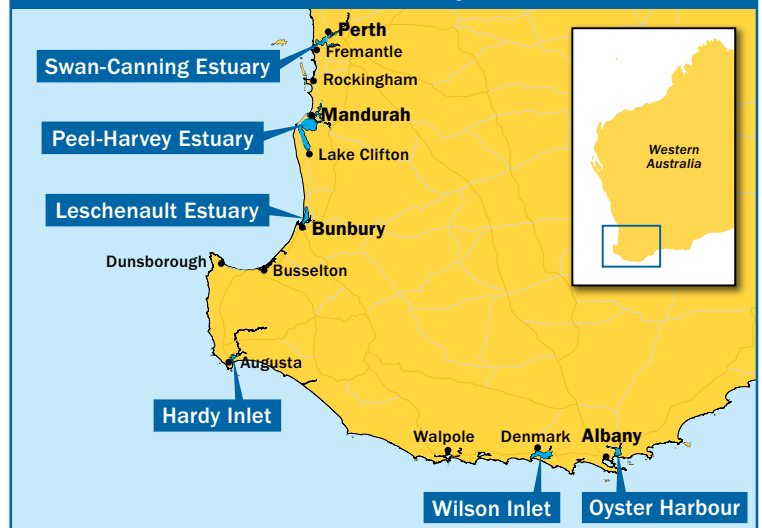 Perth
Fremantle
Swan-Canning Estuary
Rockingham
Mandurah
Peel-Harvey Estuary
Lake Clifton
Leschenault Estuary
Bunbury
Dunsborough
Busselton
Augusta
Hardy Inlet
Walpole
Denmark
Albany
Wilson Inlet
Oyster Harbour
Western
Australia